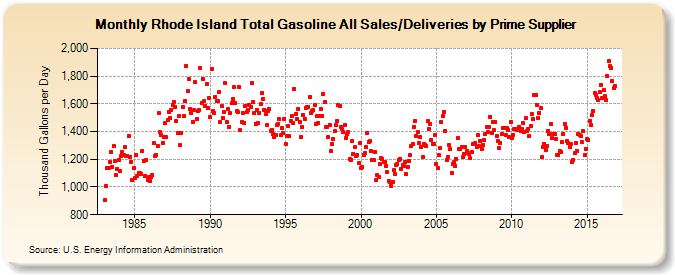 Monthly Rhode Island Total Gasoline All Sales/Deliveries by Prime Supplier
Thousand Gallons per Day
2,000
1,800
1,600
1,400
1,200
1,000
800
1985 1990 1995 2000 2005 2010 2015
Source: U.S. Energy Information Administration